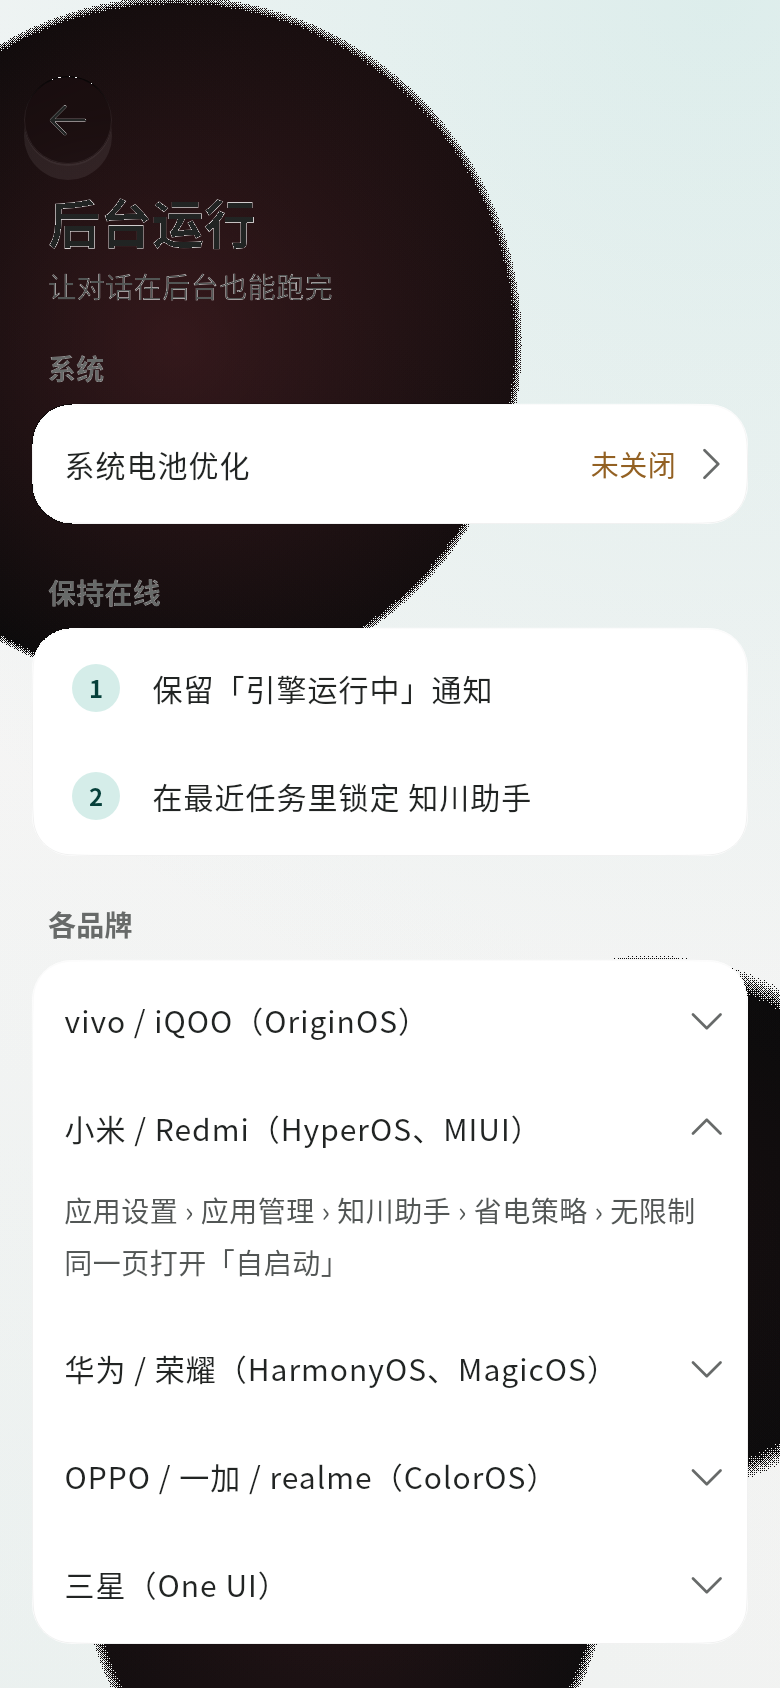 后台运行
让对话在后台也能跑完
系统
系统电池优化 未关闭
保持在线
1 保留「引擎运行中」通知
2 在最近任务里锁定 知川助手
各品牌
vivo / iQOO（OriginOS）
小米 / Redmi（HyperOS、MIUI）
应用设置 › 应用管理 › 知川助手 › 省电策略 › 无限制
同一页打开「自启动」
华为 / 荣耀（HarmonyOS、MagicOS）
OPPO / 一加 / realme（ColorOS）
三星（One UI）